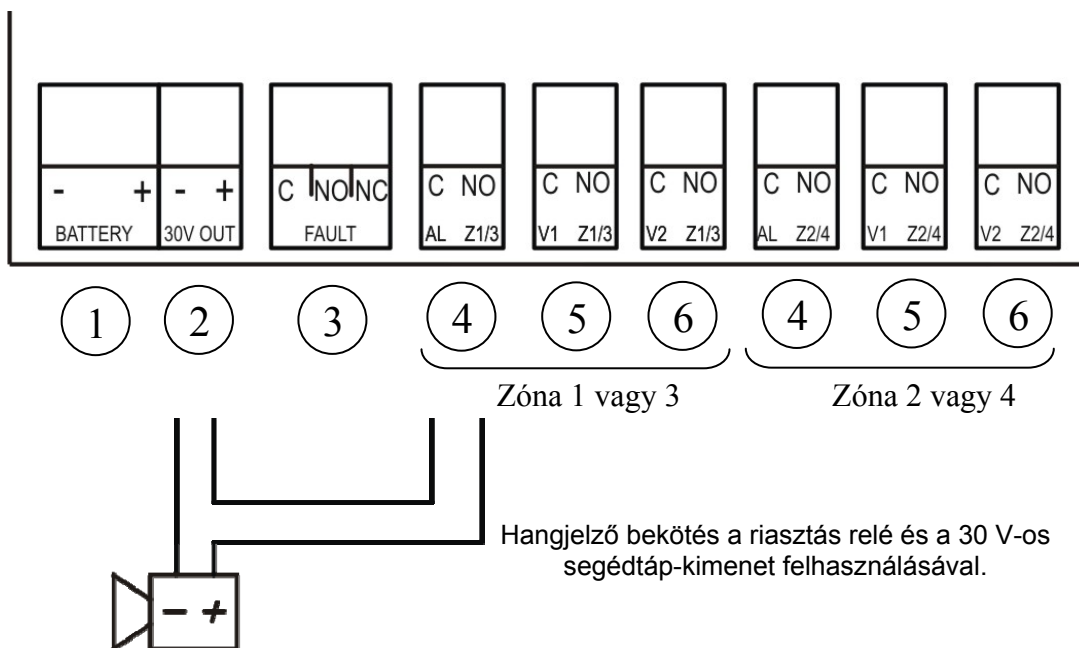 - + - + C NO NC C NO C NO C NO C NO C NO C NO
BATTERY 30V OUT FAULT AL Z1/3 V1 Z1/3 V2 Z1/3 AL Z2/4 V1 Z2/4 V2 Z2/4
1 2 3 4 5 6 4 5 6
Zóna 1 vagy 3 Zóna 2 vagy 4
Hangjelző bekötés a riasztás relé és a 30 V-os
segédtáp-kimenet felhasználásával.
- +